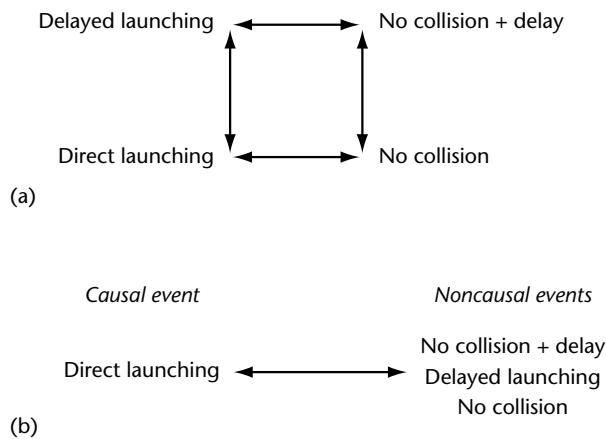 Delayed launching
No collision + delay
Direct launching
No collision
(a)
Causal event
Noncausal events
Direct launching
No collision + delay
Delayed launching
No collision
(b)